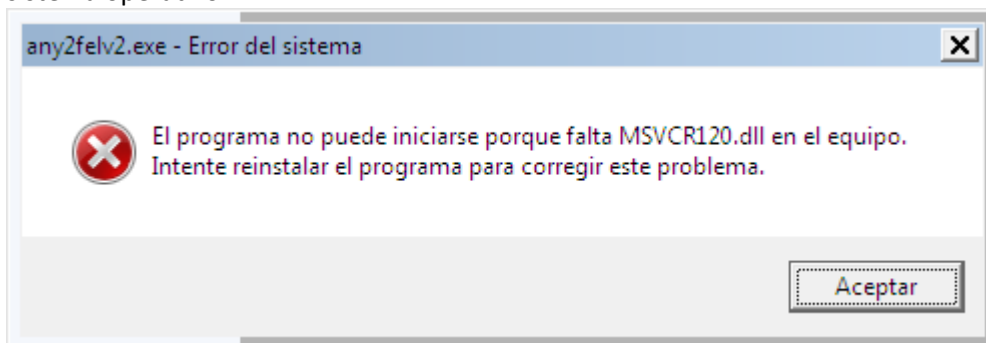 any2felv2.exe - Error del sistema
El programa no puede iniciarse porque falta MSVCR120.dll en el equipo.
Intente reinstalar el programa para corregir este problema.
Aceptar